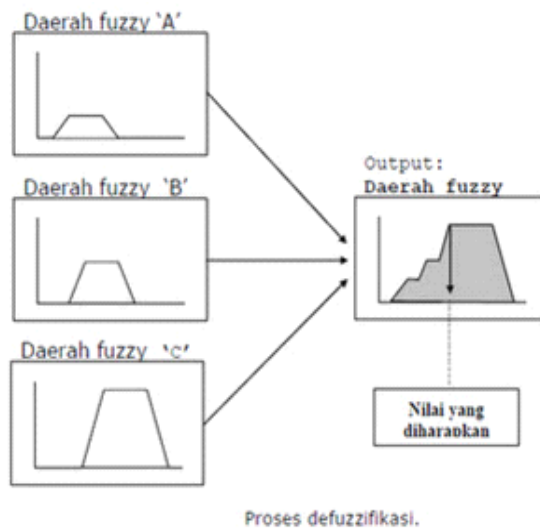 Daerah fuzzy `A'
Daerah fuzzy `B'
Daerah fuzzy `C'
Output:
Daerah fuzzy
Nilai yang
diharapkan
Proses defuzzifikasi.